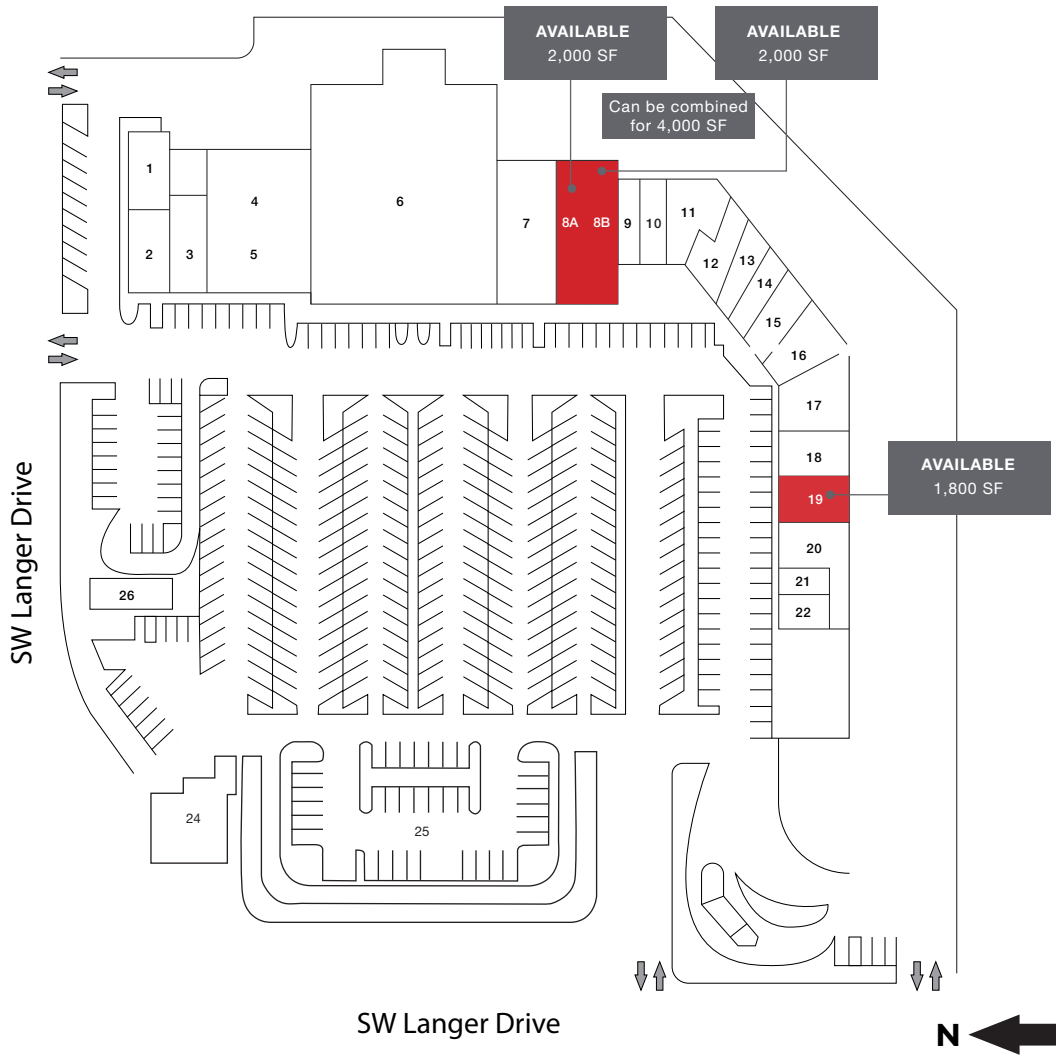 AVAILABLE
2,000 SF
AVAILABLE
2,000 SF
Can be combined
for 4,000 SF
1
2
3
4
5
6
7
8A
8B
9
10
11
12
13
14
15
16
17
18
19
AVAILABLE
1,800 SF
20
21
22
26
24
25
SW Langer Drive
SW Langer Drive
N